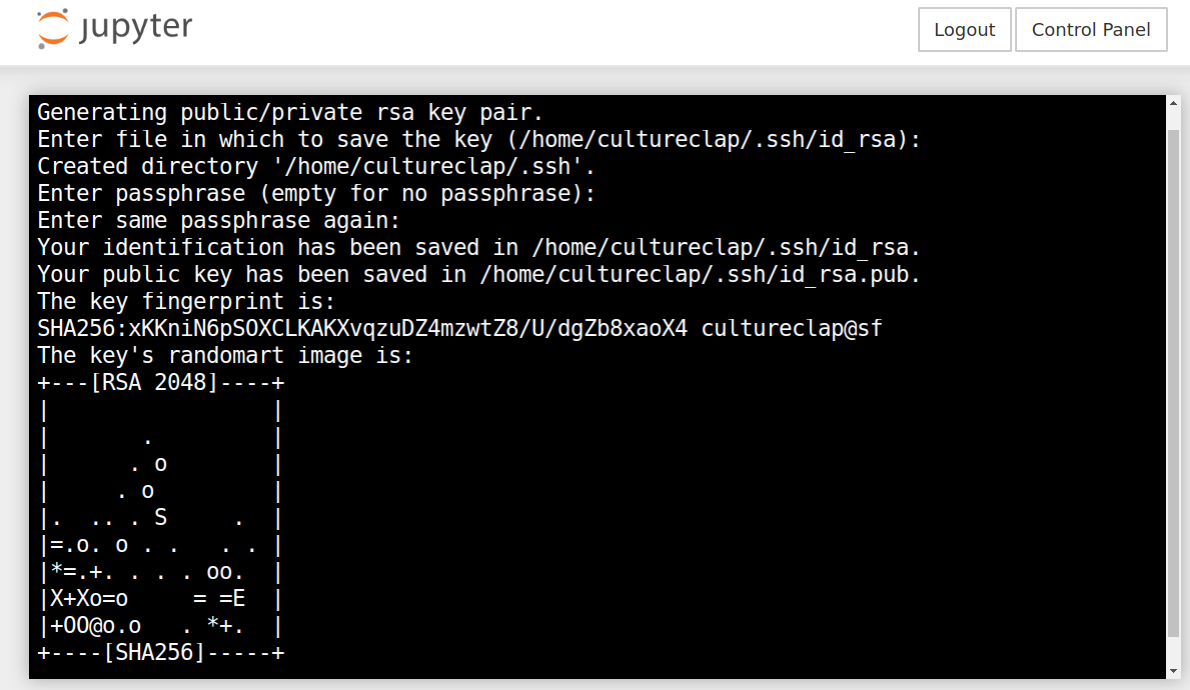 jupyter
Logout
Control Panel
Generating public/private rsa key pair.
Enter file in which to save the key (/home/cultureclap/.ssh/id_rsa):
Created directory '/home/cultureclap/.ssh'.
Enter passphrase (empty for no passphrase):
Enter same passphrase again:
Your identification has been saved in /home/cultureclap/.ssh/id_rsa.
Your public key has been saved in /home/cultureclap/.ssh/id_rsa.pub.
The key fingerprint is:
SHA256:xKKniN6pSOXCLKAKXvqzuDZ4mzwtZ8/U/dgZb8xaoX4 cultureclap@sf
The key's randomart image is:
+---[RSA 2048]----+
|                 |
|       .         |
|      . o        |
|     . o         |
|.  .. . S     .  |
|=.o. o . .   . . |
|*=.+. . . . oo.  |
|X+Xo=o     = =E  |
|+OO@o.o   . *+.  |
+----[SHA256]-----+